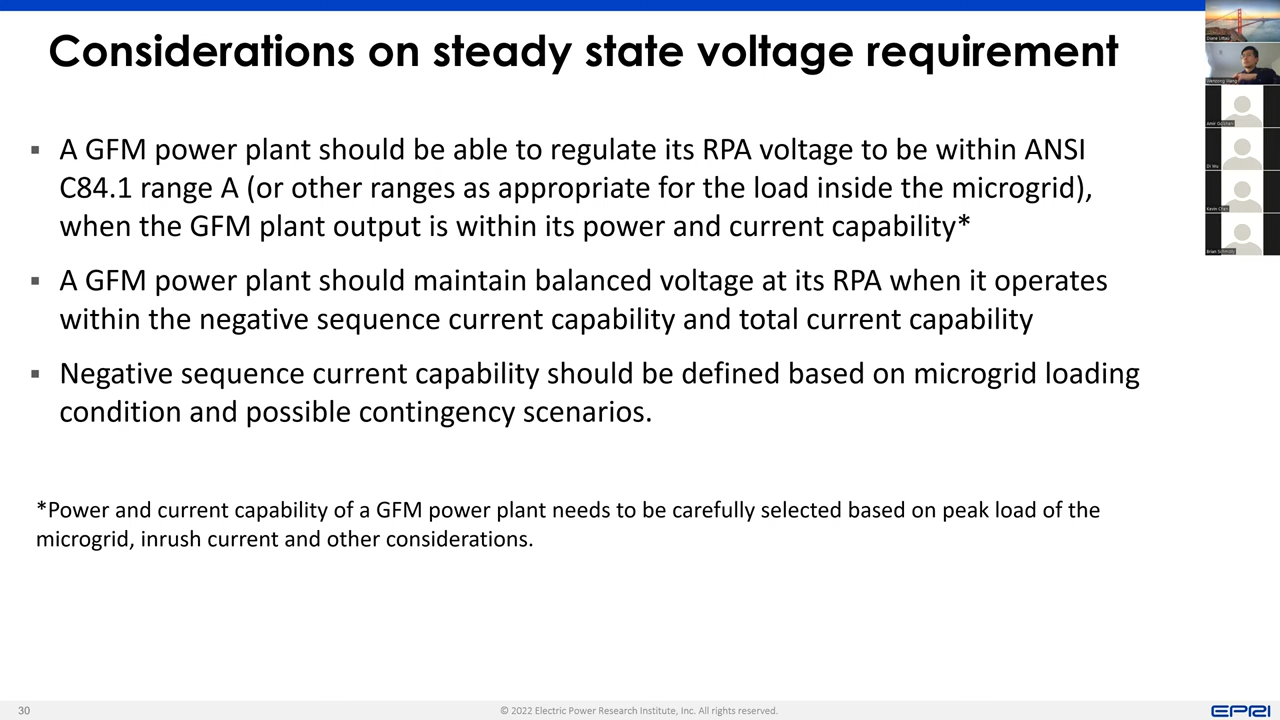 Considerations on steady state voltage requirement
▪ A GFM power plant should be able to regulate its RPA voltage to be within ANSI
C84.1 range A (or other ranges as appropriate for the load inside the microgrid),
when the GFM plant output is within its power and current capability*
▪ A GFM power plant should maintain balanced voltage at its RPA when it operates
within the negative sequence current capability and total current capability
▪ Negative sequence current capability should be defined based on microgrid loading
condition and possible contingency scenarios.
*Power and current capability of a GFM power plant needs to be carefully selected based on peak load of the
microgrid, inrush current and other considerations.
30
© 2022 Electric Power Research Institute, Inc. All rights reserved.
EPRI
Wenzong Wang
Di Wu
Kevin Chen